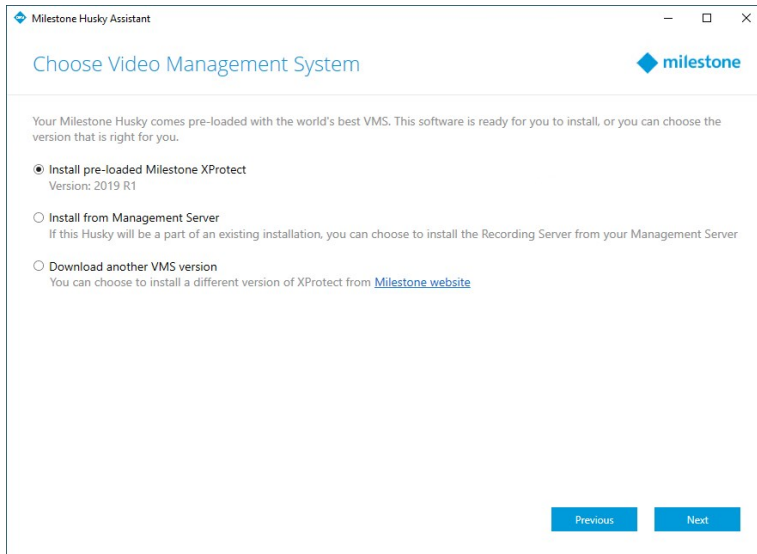 Milestone Husky Assistant
Choose Video Management System
milestone
Your Milestone Husky comes pre-loaded with the world's best VMS. This software is ready for you to install, or you can choose the
version that is right for you.
Install pre-loaded Milestone XProtect
Version: 2019 R1
Install from Management Server
If this Husky will be a part of an existing installation, you can choose to install the Recording Server from your Management Server
Download another VMS version
You can choose to install a different version of XProtect from Milestone website
Previous
Next